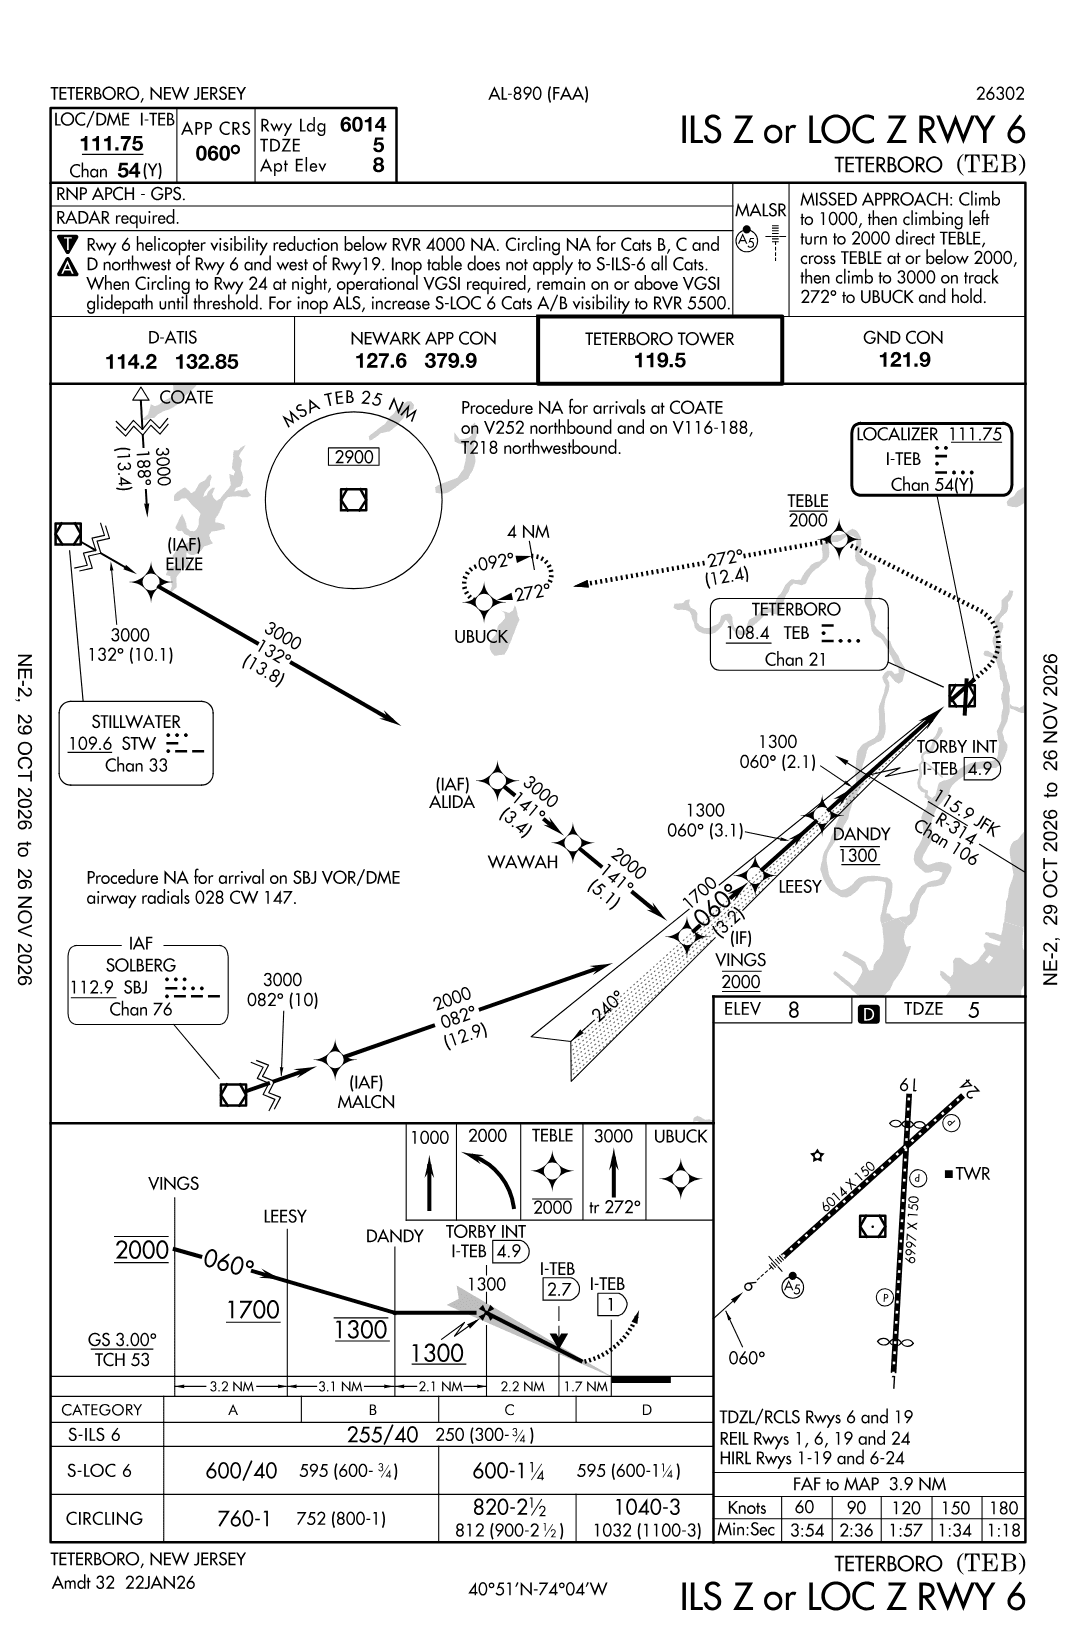 TETERBORO, NEW JERSEY
AL-890 (FAA)
26302
ILS Z or LOC Z RWY 6
TETERBORO (TEB)
LOC/DME I-TEB
111.75
Chan 54(Y)
APP CRS
060°
Rwy Ldg 6014
TDZE 5
Apt Elev 8
RNP APCH - GPS.
RADAR required.
T
A
Rwy 6 helicopter visibility reduction below RVR 4000 NA. Circling NA for Cats B, C and
D northwest of Rwy 6 and west of Rwy19. Inop table does not apply to S-ILS-6 all Cats.
When Circling to Rwy 24 at night, operational VGSI required, remain on or above VGSI
glidepath until threshold. For inop ALS, increase S-LOC 6 Cats A/B visibility to RVR 5500.
MALSR
A5
MISSED APPROACH: Climb
to 1000, then climbing left
turn to 2000 direct TEBLE,
cross TEBLE at or below 2000,
then climb to 3000 on track
272° to UBUCK and hold.
D-ATIS
114.2 132.85
NEWARK APP CON
127.6 379.9
TETERBORO TOWER
119.5
GND CON
121.9
COATE
3000
188°
(13.4)
MSA TEB 25 NM
2900
Procedure NA for arrivals at COATE
on V252 northbound and on V116-188,
T218 northwestbound.
LOCALIZER 111.75
I-TEB
Chan 54(Y)
TEBLE
2000
(IAF)
ELIZE
3000
132° (10.1)
3000
132°
(13.8)
4 NM
092°
272°
UBUCK
272°
(12.4)
TETERBORO
108.4 TEB
Chan 21
STILLWATER
109.6 STW
Chan 33
1300
060° (2.1)
TORBY INT
I-TEB 4.9
(IAF)
ALIDA
3000
141°
(3.4)
WAWAH
2000
141°
(5.1)
1300
060° (3.1)
DANDY
1300
115.9 JFK
R-314
Chan 106
LEESY
1700
060°
(3.2)
(IF)
VINGS
2000
240°
Procedure NA for arrival on SBJ VOR/DME
airway radials 028 CW 147.
IAF
SOLBERG
112.9 SBJ
Chan 76
3000
082° (10)
2000
082°
(12.9)
(IAF)
MALCN
NE-2, 29 OCT 2026 to 26 NOV 2026
NE-2, 29 OCT 2026 to 26 NOV 2026
ELEV 8
D
TDZE 5
19
24
P
TWR
6014 X 150
P
6997 X 150
P
6
A5
060°
1
TDZL/RCLS Rwys 6 and 19
REIL Rwys 1, 6, 19 and 24
HIRL Rwys 1-19 and 6-24
FAF to MAP 3.9 NM
Knots 60 90 120 150 180
Min:Sec 3:54 2:36 1:57 1:34 1:18
1000
2000
TEBLE
2000
3000
tr 272°
UBUCK
VINGS
2000
060°
LEESY
1700
DANDY
1300
TORBY INT
I-TEB 4.9
1300
1300
I-TEB
2.7
I-TEB
1
GS 3.00°
TCH 53
3.2 NM 3.1 NM 2.1 NM 2.2 NM 1.7 NM
CATEGORY A B C D
S-ILS 6 255/40 250 (300-¾)
S-LOC 6 600/40 595 (600-¾) 600-1¼ 595 (600-1¼)
CIRCLING 760-1 752 (800-1) 820-2½ 812 (900-2½) 1040-3 1032 (1100-3)
TETERBORO, NEW JERSEY
Amdt 32 22JAN26
40°51'N-74°04'W
TETERBORO (TEB)
ILS Z or LOC Z RWY 6